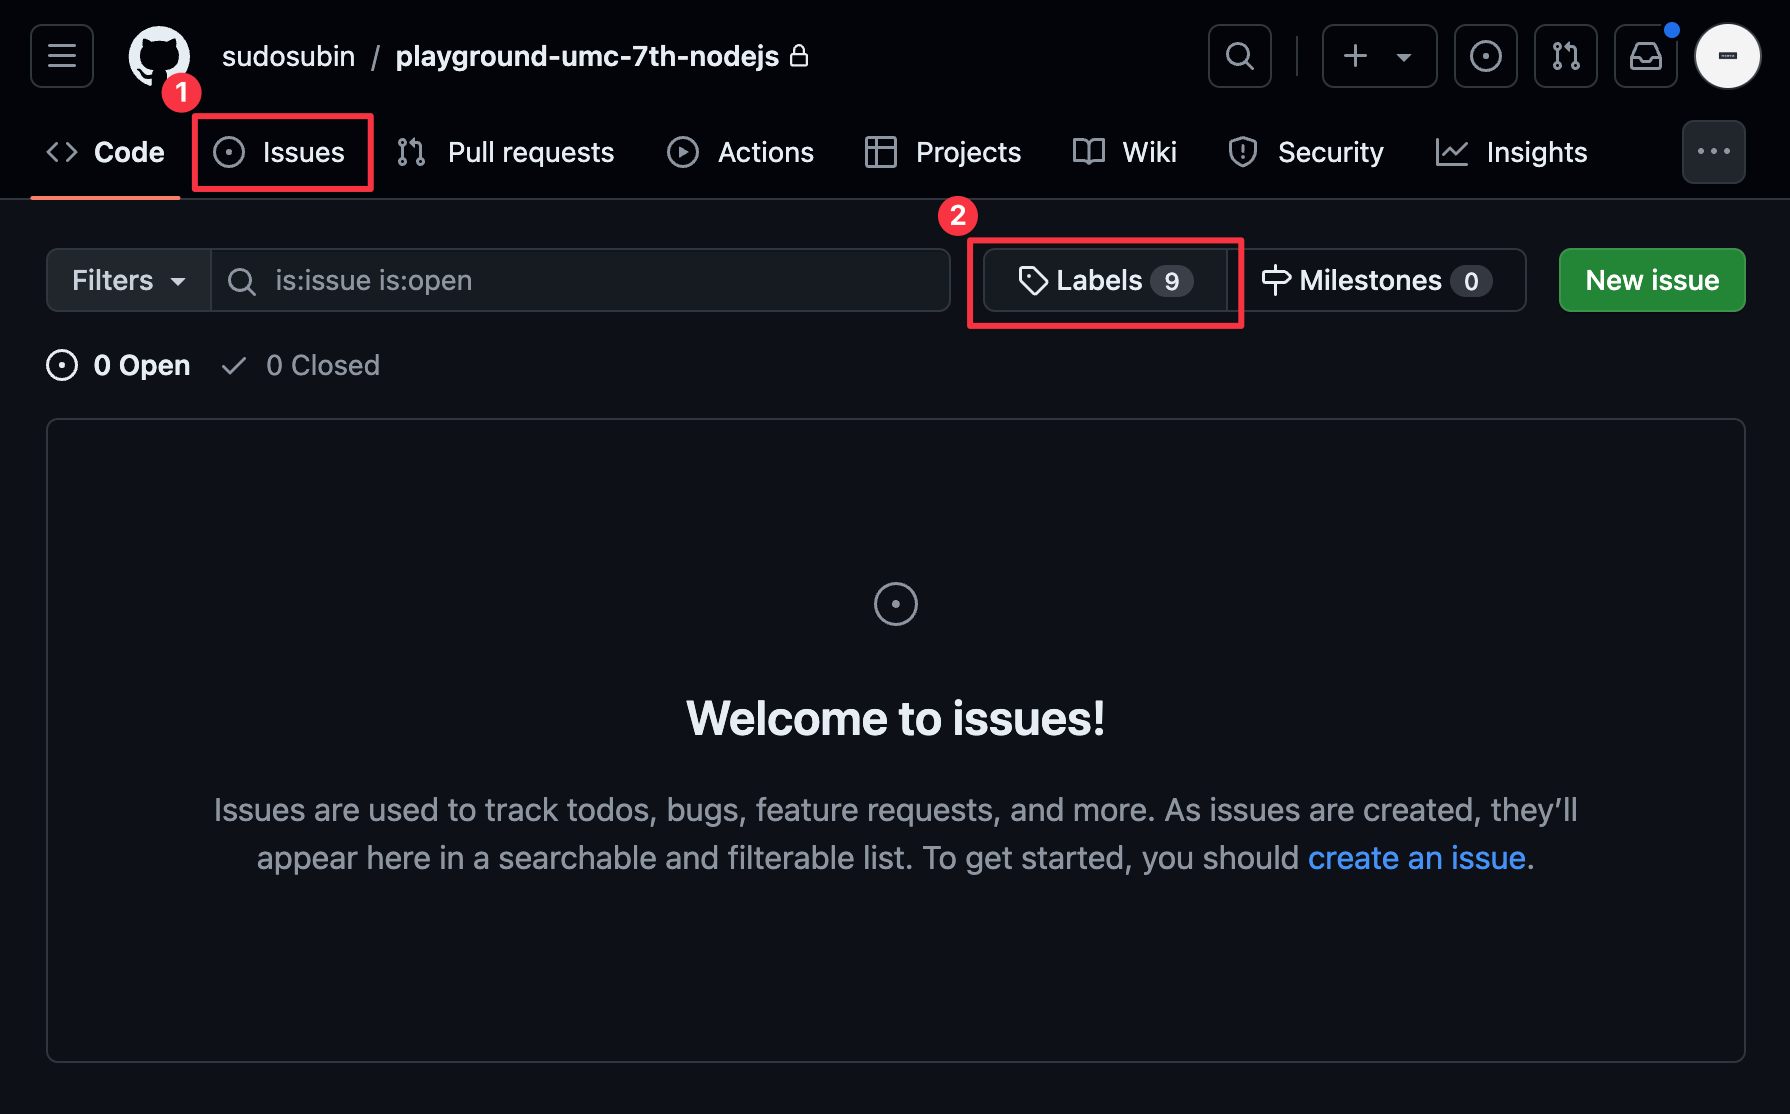 sudosubin / playground-umc-7th-nodejs
1
Code Issues Pull requests Actions Projects Wiki Security Insights
2
Filters is:issue is:open Labels 9 Milestones 0 New issue
0 Open 0 Closed
Welcome to issues!
Issues are used to track todos, bugs, feature requests, and more. As issues are created, they’ll
appear here in a searchable and filterable list. To get started, you should create an issue.